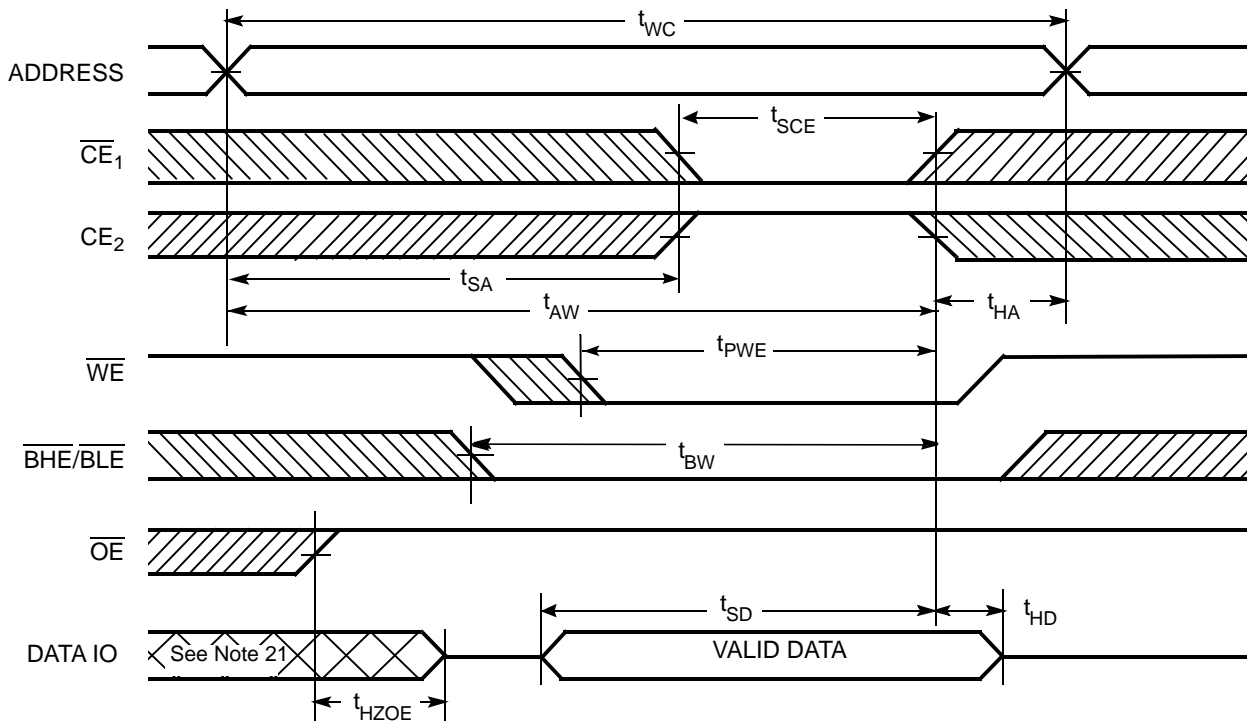 tWC
ADDRESS
tSCE
CE1
CE2
tSA
tAW
tHA
tPWE
WE
BHE/BLE
tBW
OE
tSD
tHD
DATA IO
See Note 21
VALID DATA
tHZOE